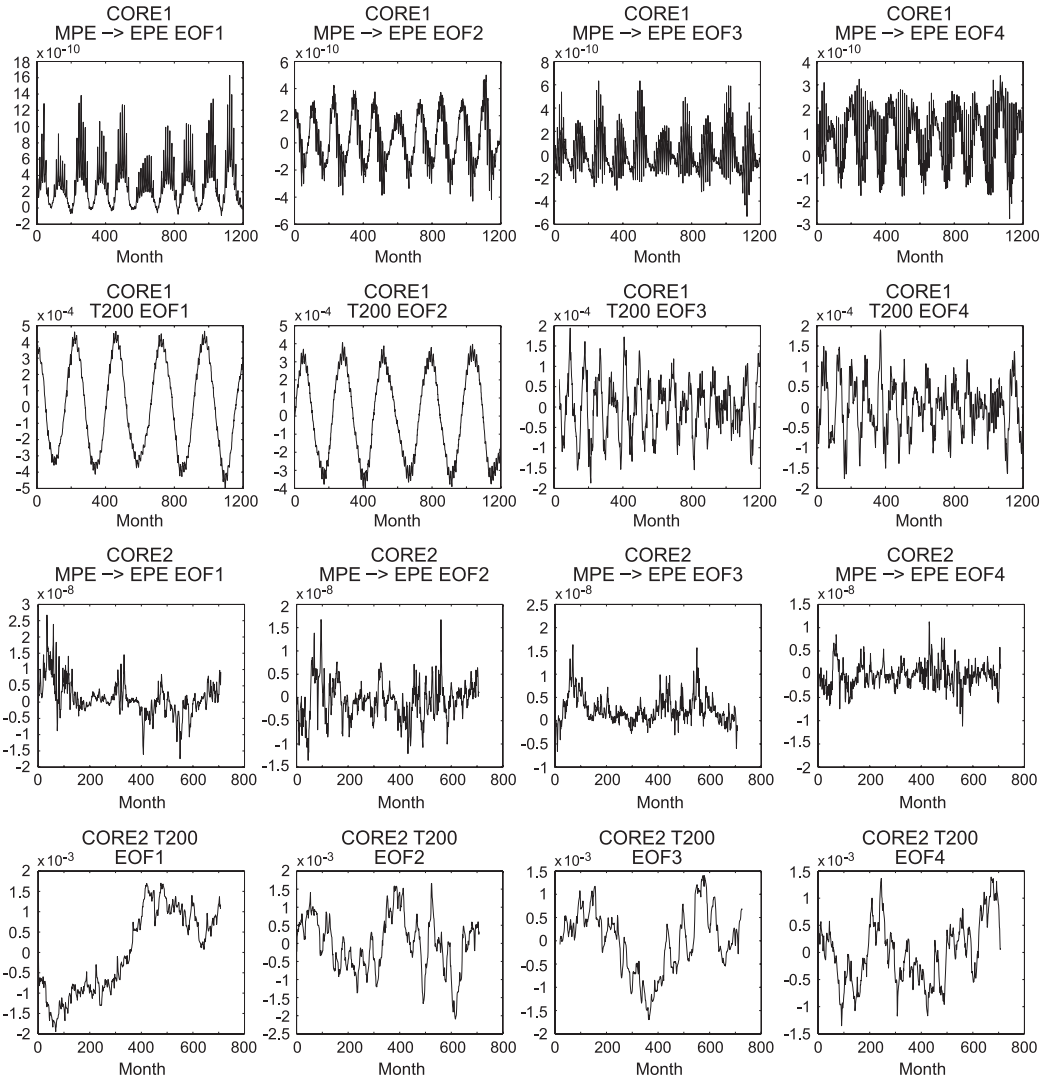 CORE1
MPE −> EPE EOF1
x 10-10
18
16
14
12
10
8
6
4
2
0
-2
0 400 800 1200
Month
CORE1
MPE −> EPE EOF2
x 10-10
6
4
2
0
-2
-4
-6
0 400 800 1200
Month
CORE1
MPE −> EPE EOF3
x 10-10
8
6
4
2
0
-2
-4
-6
0 400 800 1200
Month
CORE1
MPE −> EPE EOF4
x 10-10
4
3
2
1
0
-1
-2
-3
0 400 800 1200
Month
CORE1
T200 EOF1
x 10-4
5
4
3
2
1
0
-1
-2
-3
-4
-5
0 400 800 1200
Month
CORE1
T200 EOF2
x 10-4
5
4
3
2
1
0
-1
-2
-3
-4
0 400 800 1200
Month
CORE1
T200 EOF3
x 10-4
2
1.5
1
0.5
0
-0.5
-1
-1.5
-2
0 400 800 1200
Month
CORE1
T200 EOF4
x 10-4
2
1.5
1
0.5
0
-0.5
-1
-1.5
-2
0 400 800 1200
Month
CORE2
MPE −> EPE EOF1
x 10-8
3
2.5
2
1.5
1
0.5
0
-0.5
-1
-1.5
-2
0 200 400 600 800
Month
CORE2
MPE −> EPE EOF2
x 10-8
2
1.5
1
0.5
0
-0.5
-1
-1.5
0 200 400 600 800
Month
CORE2
MPE −> EPE EOF3
x 10-8
2.5
2
1.5
1
0.5
0
-0.5
-1
0 200 400 600 800
Month
CORE2
MPE −> EPE EOF4
x 10-8
1.5
1
0.5
0
-0.5
-1
-1.5
-2
0 200 400 600 800
Month
CORE2 T200
EOF1
x 10-3
2
1.5
1
0.5
0
-0.5
-1
-1.5
-2
0 200 400 600 800
Month
CORE2 T200
EOF2
x 10-3
2
1.5
1
0.5
0
-0.5
-1
-1.5
-2
-2.5
0 200 400 600 800
Month
CORE2 T200
EOF3
x 10-3
1.5
1
0.5
0
-0.5
-1
-1.5
-2
0 200 400 600 800
Month
CORE2 T200
EOF4
x 10-3
1.5
1
0.5
0
-0.5
-1
-1.5
0 200 400 600 800
Month